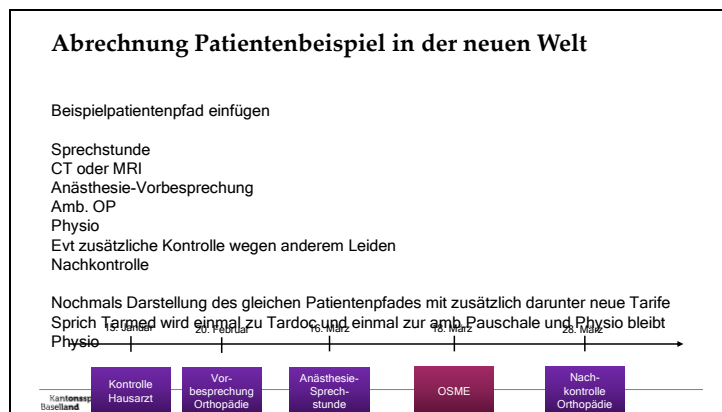 Abrechnung Patientenbeispiel in der neuen Welt
Beispielpatientenpfad einfügen
Sprechstunde
CT oder MRI
Anästhesie-Vorbesprechung
Amb. OP
Physio
Evt zusätzliche Kontrolle wegen anderem Leiden
Nachkontrolle
Nochmals Darstellung des gleichen Patientenpfades mit zusätzlich darunter neue Tarife
Sprich Tarmed wird einmal zu Tardoc und einmal zur amb Pauschale und Physio bleibt
Physio
15. Januar
20. Februar
16. März
18. März
28. März
Kontrolle
Hausarzt
Vor-
besprechung
Orthopädie
Anästhesie-
Sprech-
stunde
OSME
Nach-
kontrolle
Orthopädie
Baselland